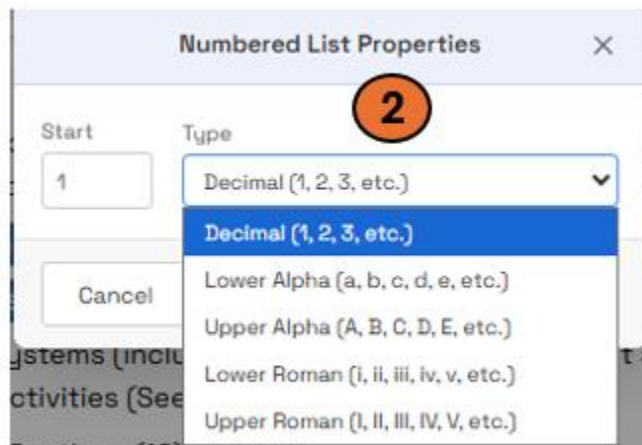 Numbered List Properties
2
Start Type
1 Decimal (1, 2, 3, etc.)
Decimal (1, 2, 3, etc.)
Lower Alpha (a, b, c, d, e, etc.)
Cancel
Upper Alpha (A, B, C, D, E, etc.)
Lower Roman (i, ii, iii, iv, v, etc.)
ctivities (See
Upper Roman (I, II, III, IV, V, etc.)